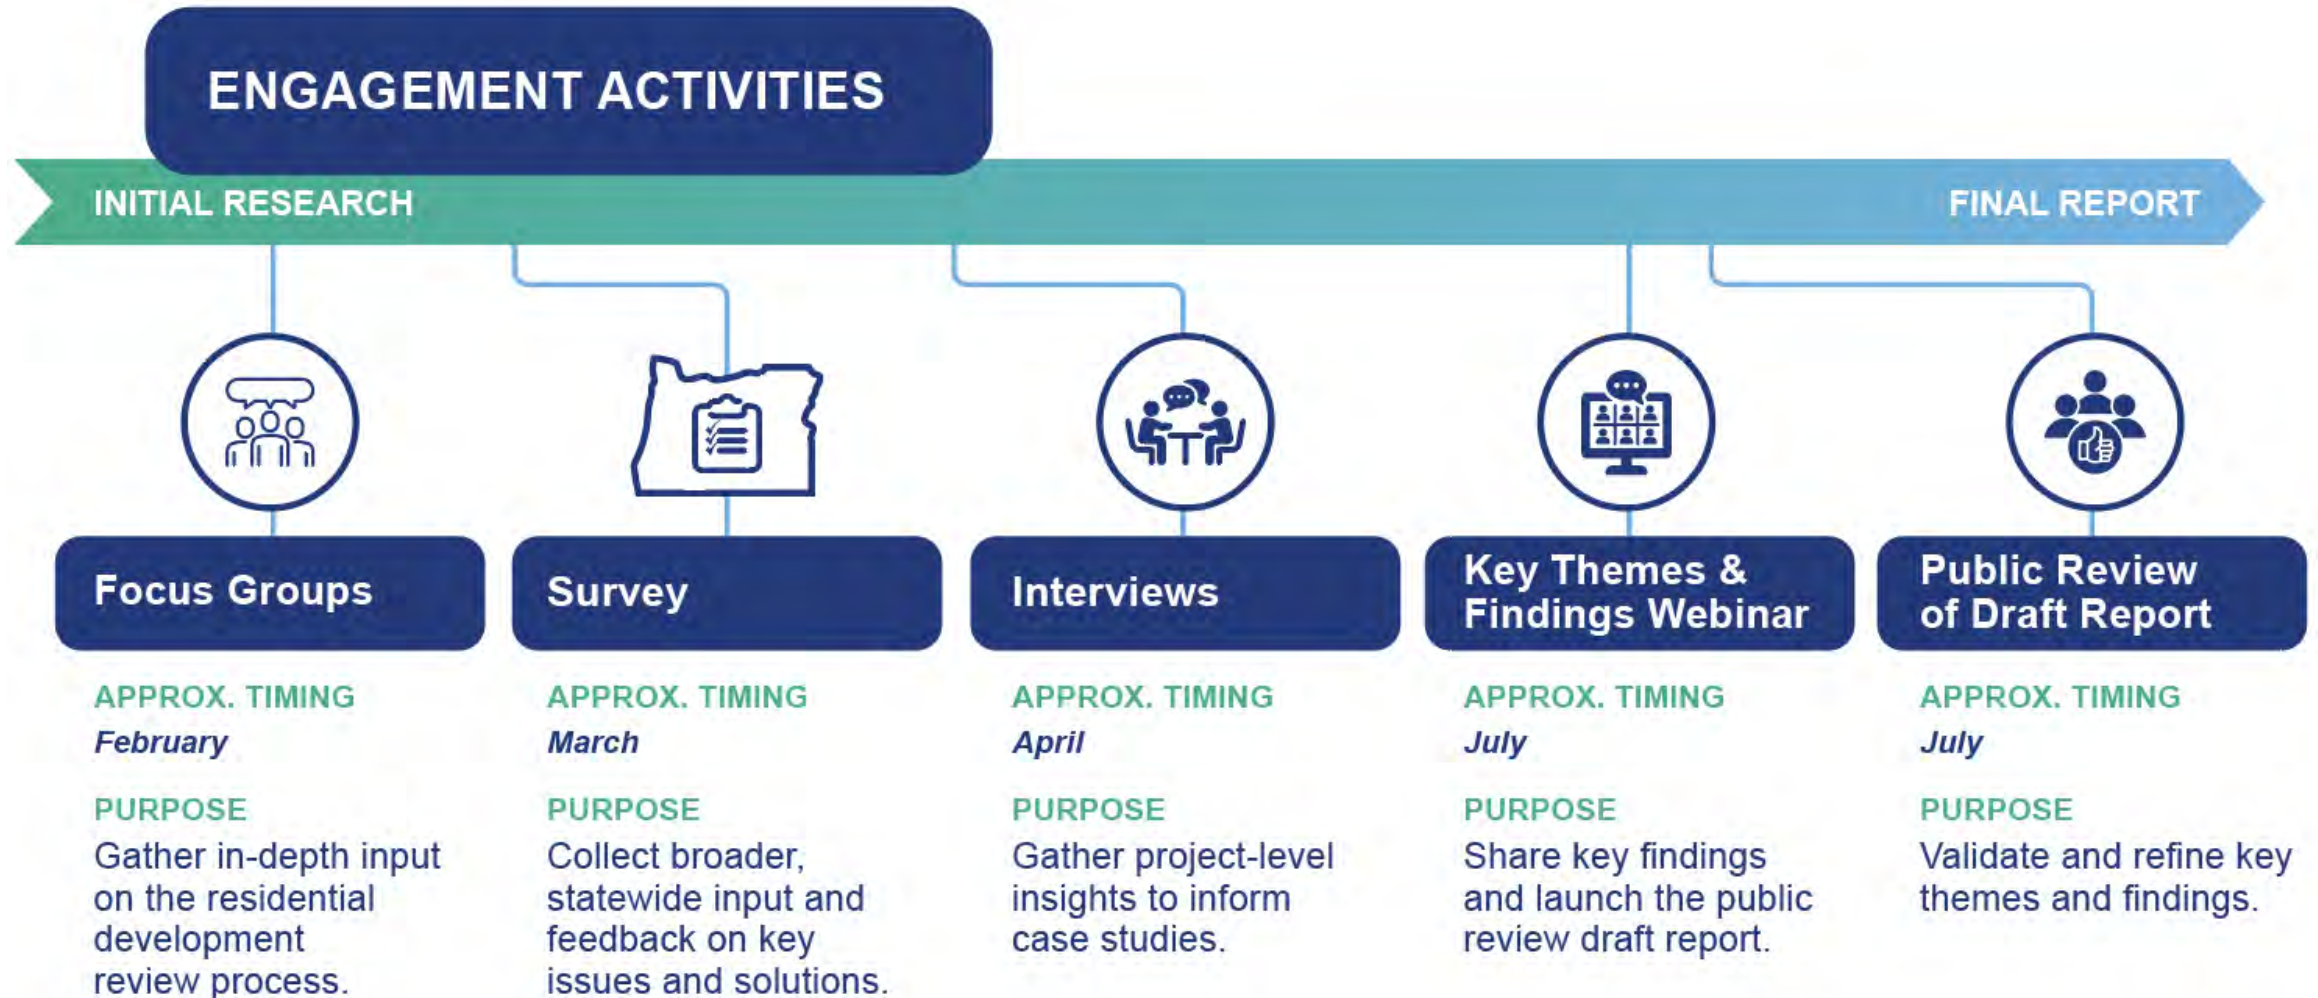 ENGAGEMENT ACTIVITIES
INITIAL RESEARCH
FINAL REPORT
Focus Groups
APPROX. TIMING
February
PURPOSE
Gather in-depth input
on the residential
development
review process.
Survey
APPROX. TIMING
March
PURPOSE
Collect broader,
statewide input and
feedback on key
issues and solutions.
Interviews
APPROX. TIMING
April
PURPOSE
Gather project-level
insights to inform
case studies.
Key Themes &
Findings Webinar
APPROX. TIMING
July
PURPOSE
Share key findings
and launch the public
review draft report.
Public Review
of Draft Report
APPROX. TIMING
July
PURPOSE
Validate and refine key
themes and findings.